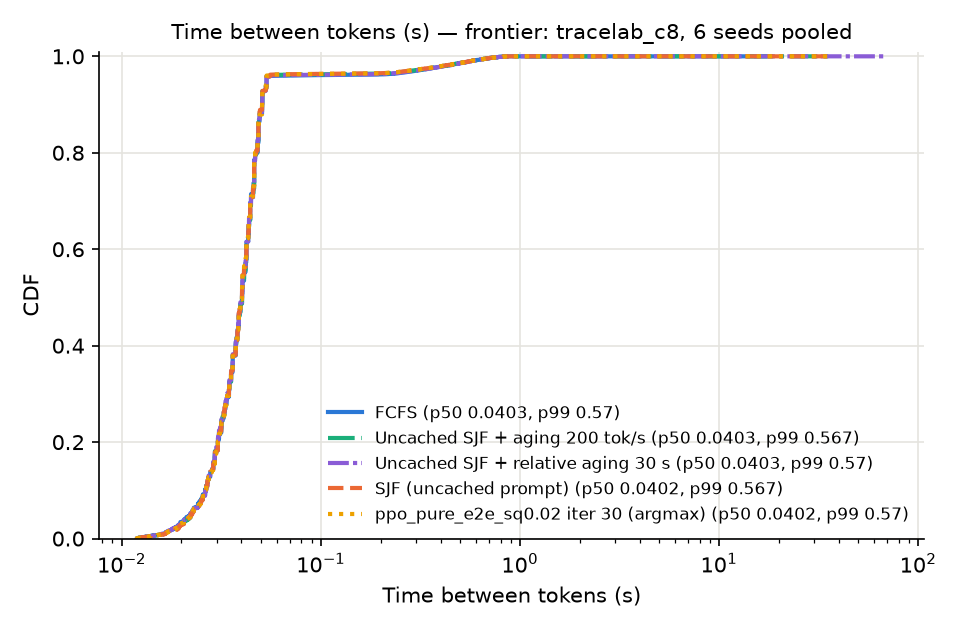 Time between tokens (s) — frontier: tracelab_c8, 6 seeds pooled
1.0
0.8
0.6
0.4
0.2
0.0
CDF
FCFS (p50 0.0403, p99 0.57)
Uncached SJF + aging 200 tok/s (p50 0.0403, p99 0.567)
Uncached SJF + relative aging 30 s (p50 0.0403, p99 0.57)
SJF (uncached prompt) (p50 0.0402, p99 0.567)
ppo_pure_e2e_sq0.02 iter 30 (argmax) (p50 0.0402, p99 0.57)
10⁻² 10⁻¹ 10⁰ 10¹ 10²
Time between tokens (s)